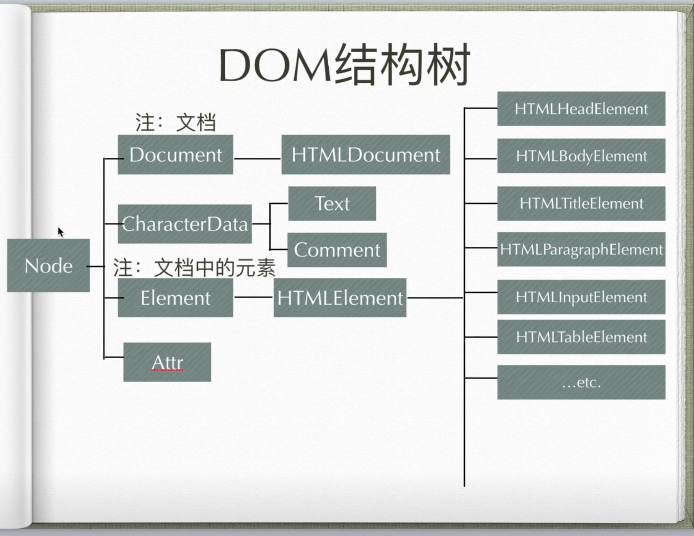 DOM结构树
注：文档
Document
HTMLDocument
CharacterData
Text
Comment
Node
注：文档中的元素
Element
HTMLElement
Attr
HTMLHeadElement
HTMLBodyElement
HTMLTitleElement
HTMLParagraphElement
HTMLInputElement
HTMLTableElement
...etc.